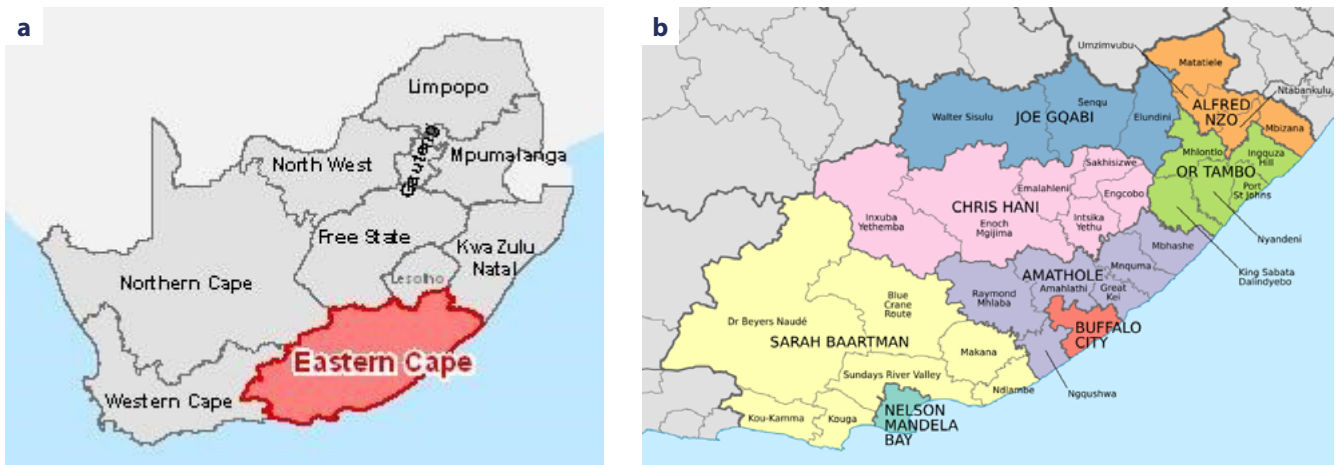 a
Limpopo
North West
Gauteng
Mpumalanga
Free State
Kwa Zulu
Natal
Lesotho
Northern Cape
Eastern Cape
Western Cape
b
Umzimvubu
Matatiele
Ntabankulu
ALFRED
NZO
Mbizana
Walter Sisulu
JOE GQABI
Senqu
Elundini
Mhlontlo
Ingquza
Hill
OR TAMBO
Port
St Johns
Nyandeni
King Sabata
Dalindyebo
Sakhisizwe
Emalahleni
Engcobo
CHRIS HANI
Inxuba
Yethemba
Enoch
Mgijima
Intsika
Yethu
Mbhashe
Mnquma
AMATHOLE
Amahlathi
Great
Kei
Raymond
Mhlaba
BUFFALO
CITY
Ngqushwa
Blue
Crane
Route
Dr Beyers Naudé
SARAH BAARTMAN
Makana
Sundays River Valley
Ndlambe
Kou-Kamma
Kouga
NELSON
MANDELA
BAY